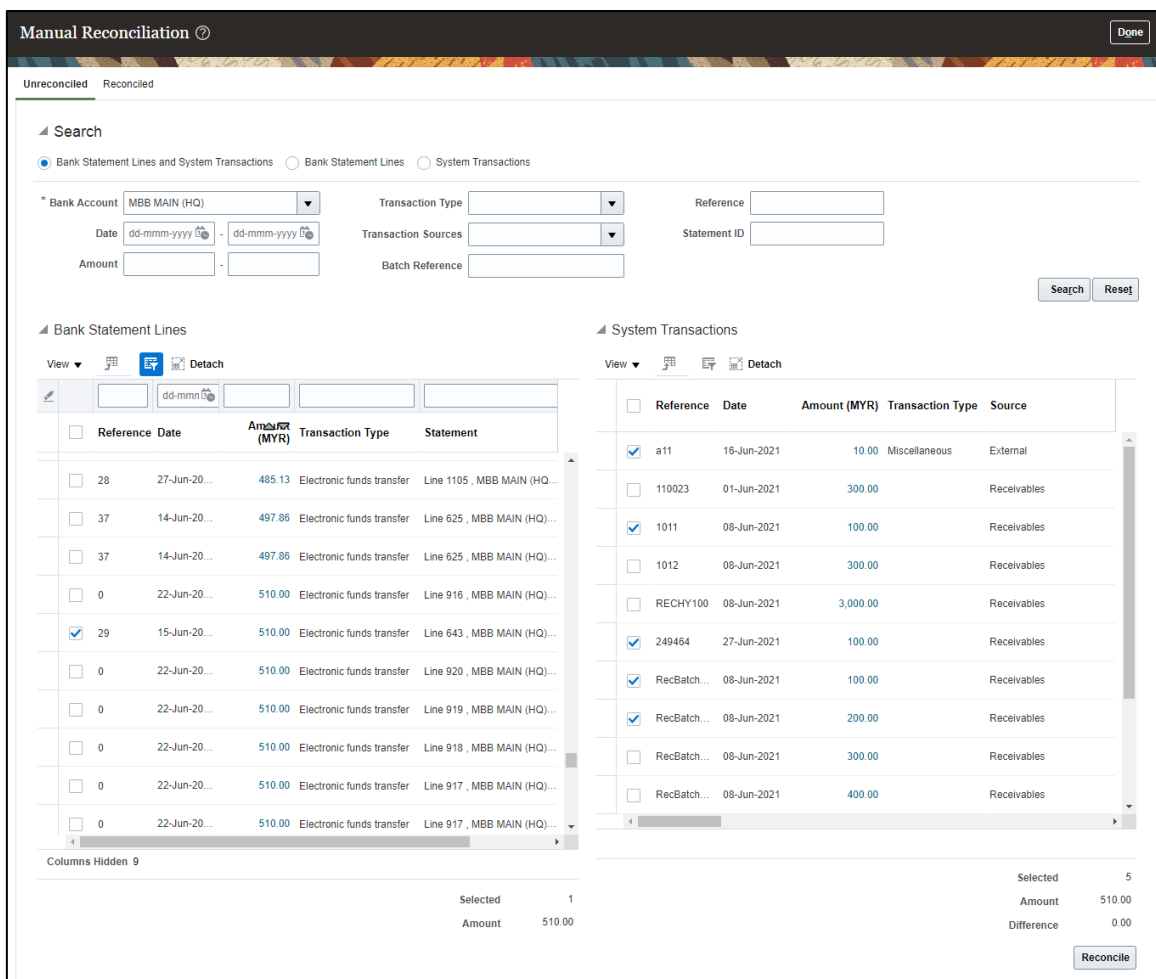 Manual Reconciliation
Done
Unreconciled Reconciled
Search
Bank Statement Lines and System Transactions Bank Statement Lines System Transactions
* Bank Account MBB MAIN (HQ) Transaction Type Reference
Date dd-mmm-yyyy - dd-mmm-yyyy Transaction Sources Statement ID
Amount - Batch Reference
Search Reset
Bank Statement Lines
View Detach
dd-mmn
Reference Date (MYR) Transaction Type Statement
28 27-Jun-20... 485.13 Electronic funds transfer Line 1105 , MBB MAIN (HQ...
37 14-Jun-20... 497.86 Electronic funds transfer Line 625 , MBB MAIN (HQ)...
37 14-Jun-20... 497.86 Electronic funds transfer Line 625 , MBB MAIN (HQ)...
0 22-Jun-20... 510.00 Electronic funds transfer Line 916 , MBB MAIN (HQ)...
29 15-Jun-20... 510.00 Electronic funds transfer Line 643 , MBB MAIN (HQ)...
0 22-Jun-20... 510.00 Electronic funds transfer Line 920 , MBB MAIN (HQ)...
0 22-Jun-20... 510.00 Electronic funds transfer Line 919 , MBB MAIN (HQ)...
0 22-Jun-20... 510.00 Electronic funds transfer Line 918 , MBB MAIN (HQ)...
0 22-Jun-20... 510.00 Electronic funds transfer Line 917 , MBB MAIN (HQ)...
0 22-Jun-20... 510.00 Electronic funds transfer Line 917 , MBB MAIN (HQ)...
Columns Hidden 9
Selected 1
Amount 510.00
System Transactions
View Detach
Reference Date Amount (MYR) Transaction Type Source
a11 16-Jun-2021 10.00 Miscellaneous External
110023 01-Jun-2021 300.00 Receivables
1011 08-Jun-2021 100.00 Receivables
1012 08-Jun-2021 300.00 Receivables
RECHY100 08-Jun-2021 3,000.00 Receivables
249464 27-Jun-2021 100.00 Receivables
RecBatch... 08-Jun-2021 100.00 Receivables
RecBatch... 08-Jun-2021 200.00 Receivables
RecBatch... 08-Jun-2021 300.00 Receivables
RecBatch... 08-Jun-2021 400.00 Receivables
Selected 5
Amount 510.00
Difference 0.00
Reconcile